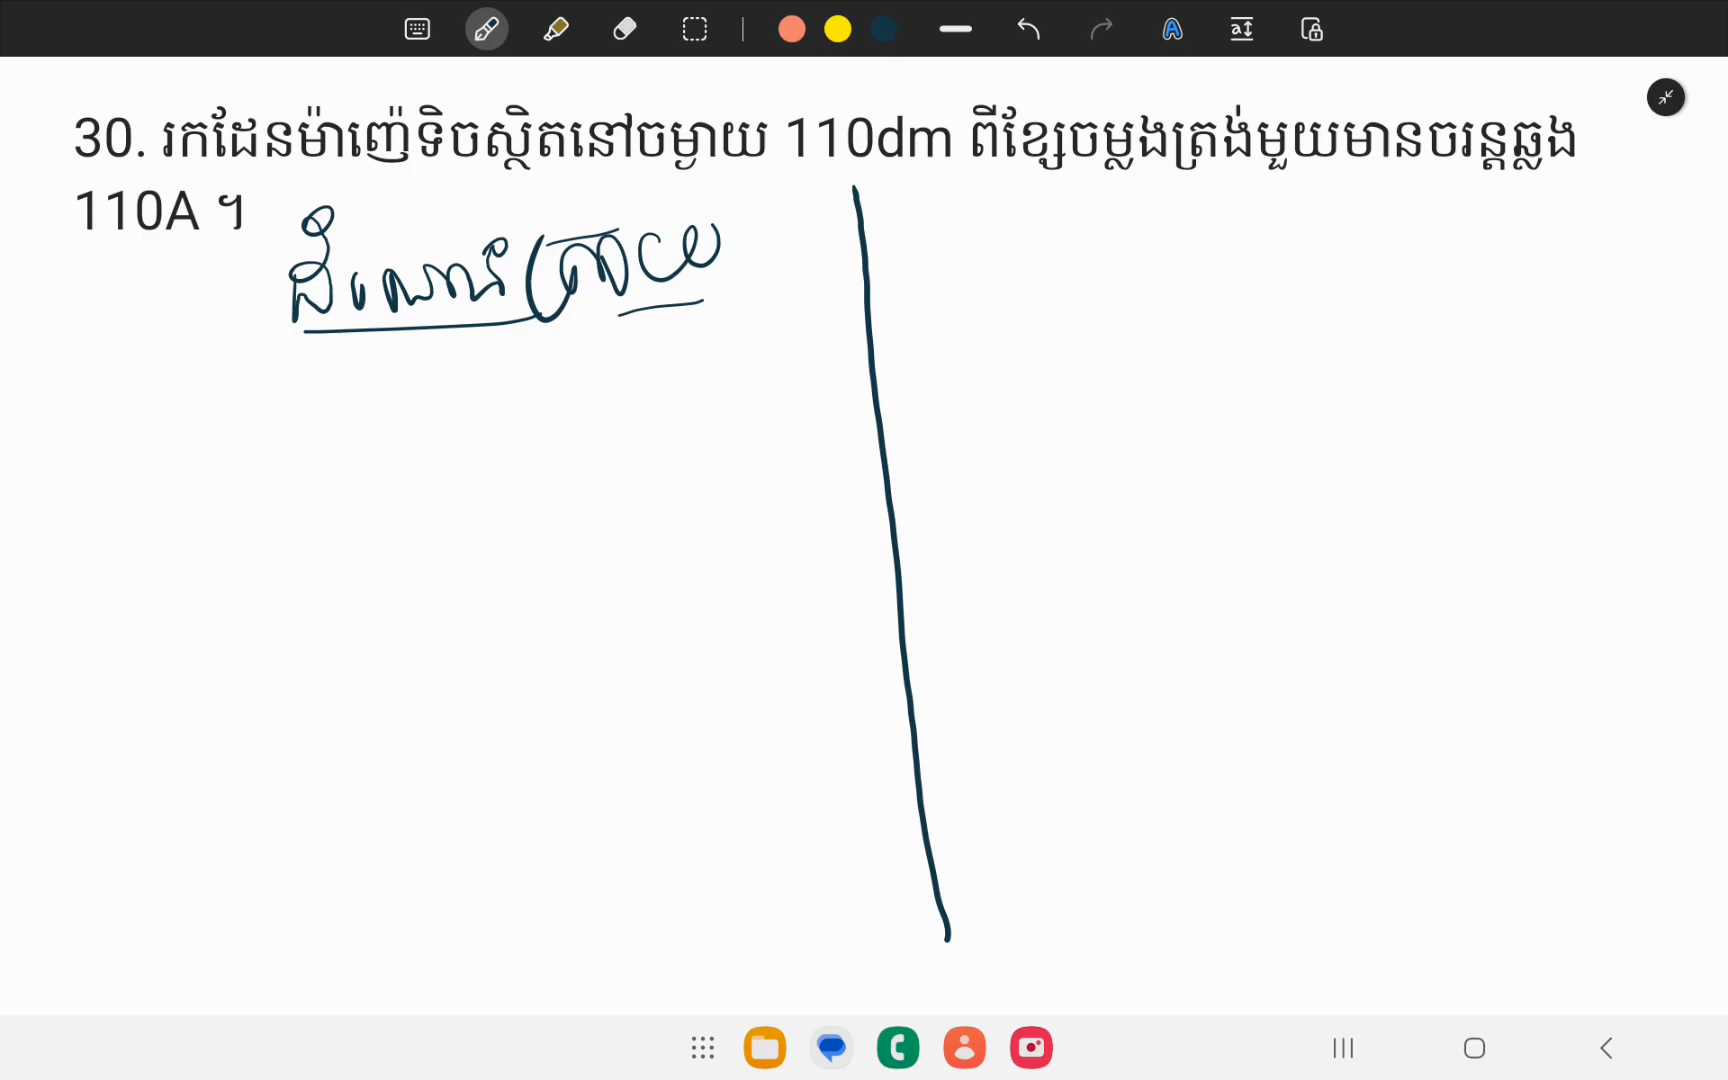 30. រកដែនម៉ាញ៉េទិចស្ថិតនៅចម្ងាយ 110dm ពីខ្សែចម្លងត្រង់មួយមានចរន្តឆ្លង
110A ។
ដំណោះស្រាយ